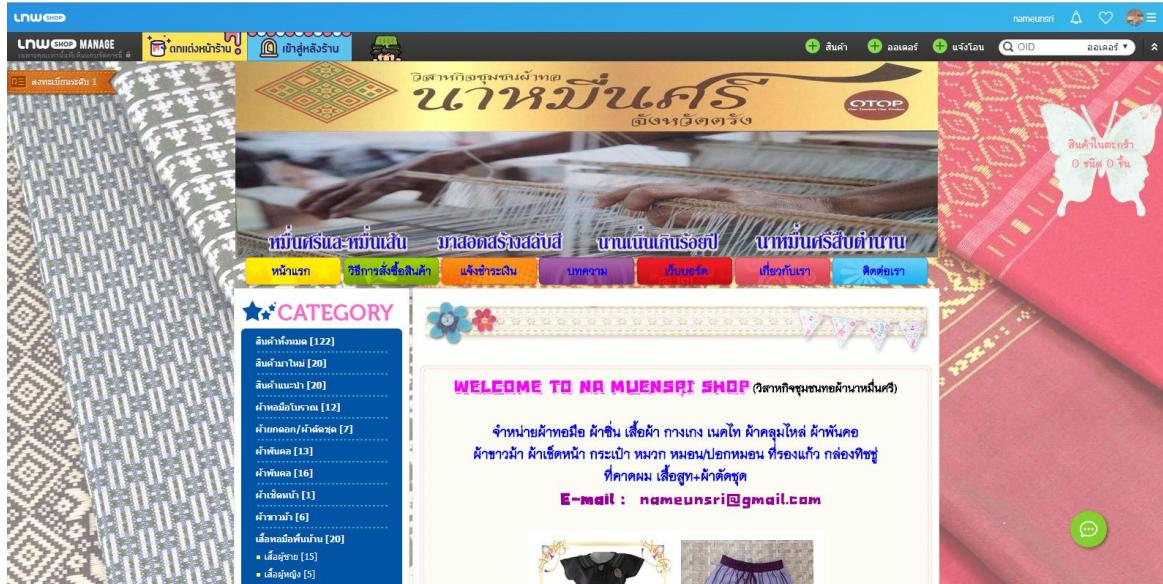 LnwSHOP
nameunsri
LnwSHOP MANAGE
ตกแต่งหน้าร้าน
เข้าสู่หลังร้าน
สินค้า
ออเดอร์
แจ้งโอน
OID
ออเดอร์ ▾
ลงทะเบียนระดับ 1
วิสาหกิจชุมชนผ้าทอ
นาหมื่นศรี
จังหวัดตรัง
OTOP
สินค้าในตะกร้า
0 ชนิด 0 ชิ้น
หมื่นศรีและหมื่นเส้น มาสอดสร้างสลับสี นานเนิ่นเกินร้อยปี นาหมื่นศรีสืบตำนาน
หน้าแรก
วิธีการสั่งซื้อสินค้า
แจ้งชำระเงิน
บทความ
เว็บบอร์ด
เกี่ยวกับเรา
ติดต่อเรา
CATEGORY
สินค้าทั้งหมด [122]
สินค้ามาใหม่ [20]
สินค้าแนะนำ [20]
ผ้าทอมือโบราณ [12]
ผ้ายกดอก/ผ้าตัดชุด [7]
ผ้าพันคอ [13]
ผ้าพันคอ [16]
ผ้าเช็ดหน้า [1]
ผ้าขาวม้า [6]
เสื้อทอมือพื้นบ้าน [20]
เสื้อผู้ชาย [15]
เสื้อผู้หญิง [5]
WELCOME TO NA MUENSRI SHOP (วิสาหกิจชุมชนทอผ้านาหมื่นศรี)
จำหน่ายผ้าทอมือ ผ้าซิ่น เสื้อผ้า กางเกง เนคไท ผ้าคลุมไหล่ ผ้าพันคอ
ผ้าขาวม้า ผ้าเช็ดหน้า กระเป๋า หมวก หมอน/ปอกหมอน ที่รองแก้ว กล่องทิชชู่
ที่คาดผม เสื้อสูท+ผ้าตัดชุด
E-mail : nameunsri@gmail.com